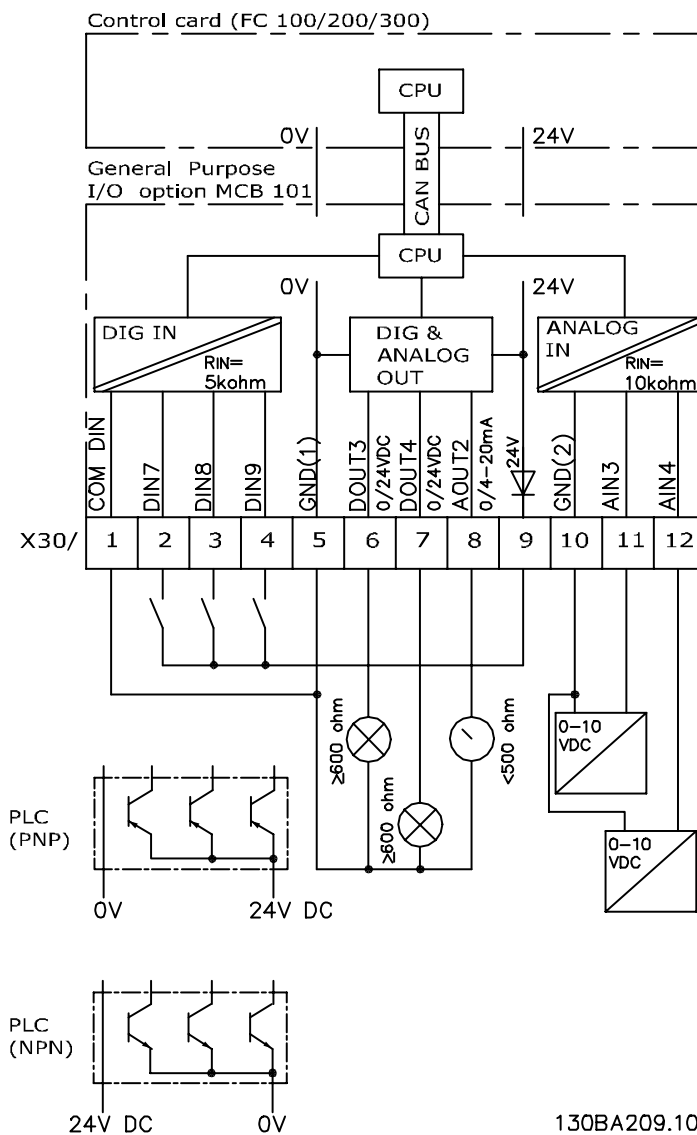 Control card (FC 100/200/300)
CPU
0V
24V
CAN BUS
General Purpose
I/O option MCB 101
CPU
0V
24V
DIG IN
RIN=
5kohm
DIG &
ANALOG
OUT
ANALOG
IN
RIN=
10kohm
COM DIN
DIN7
DIN8
DIN9
GND(1)
DOUT3
0/24VDC
DOUT4
0/24VDC
AOUT2
0/4-20mA
24V
GND(2)
AIN3
AIN4
X30/
1
2
3
4
5
6
7
8
9
10
11
12
≥600 ohm
<500 ohm
0-10
VDC
≥600 ohm
0-10
VDC
PLC
(PNP)
0V
24V DC
PLC
(NPN)
24V DC
0V
130BA209.10